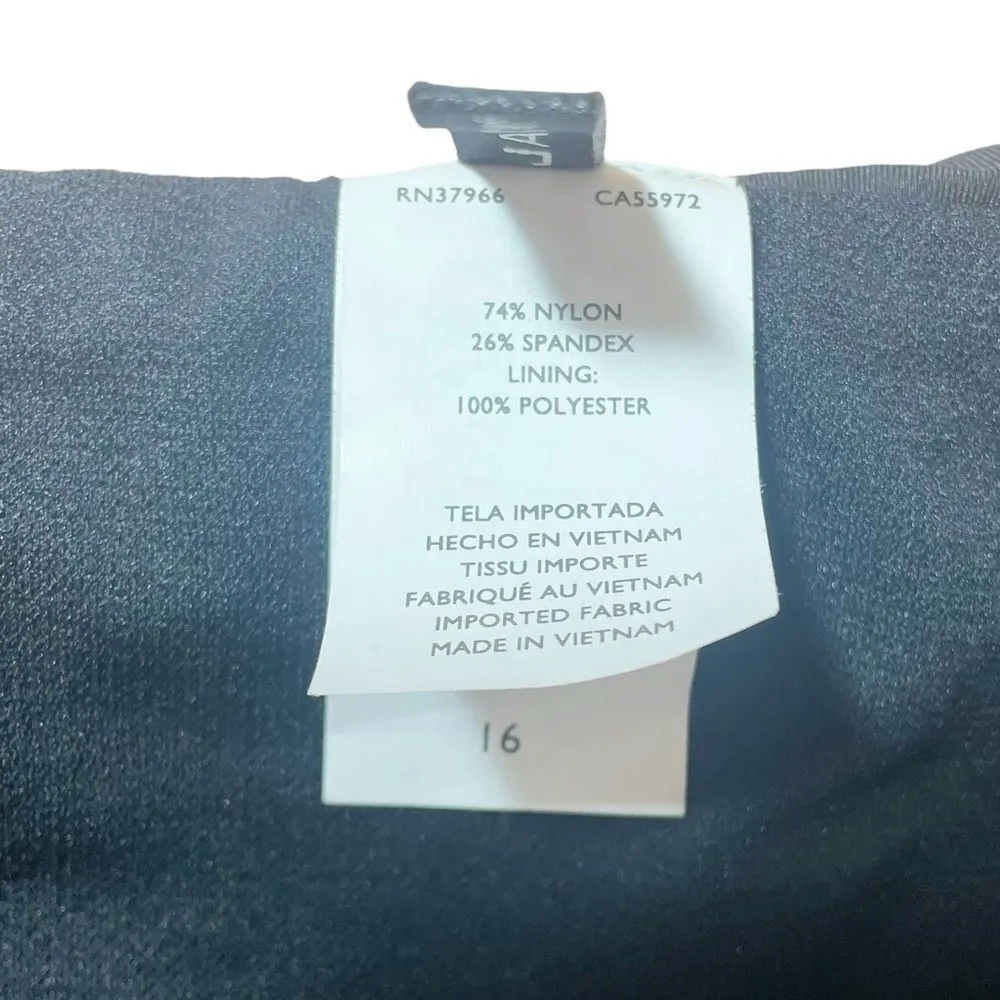 JA
RN37966 CA55972
74% NYLON
26% SPANDEX
LINING:
100% POLYESTER
TELA IMPORTADA
HECHO EN VIETNAM
TISSU IMPORTE
FABRIQUÉ AU VIETNAM
IMPORTED FABRIC
MADE IN VIETNAM
16